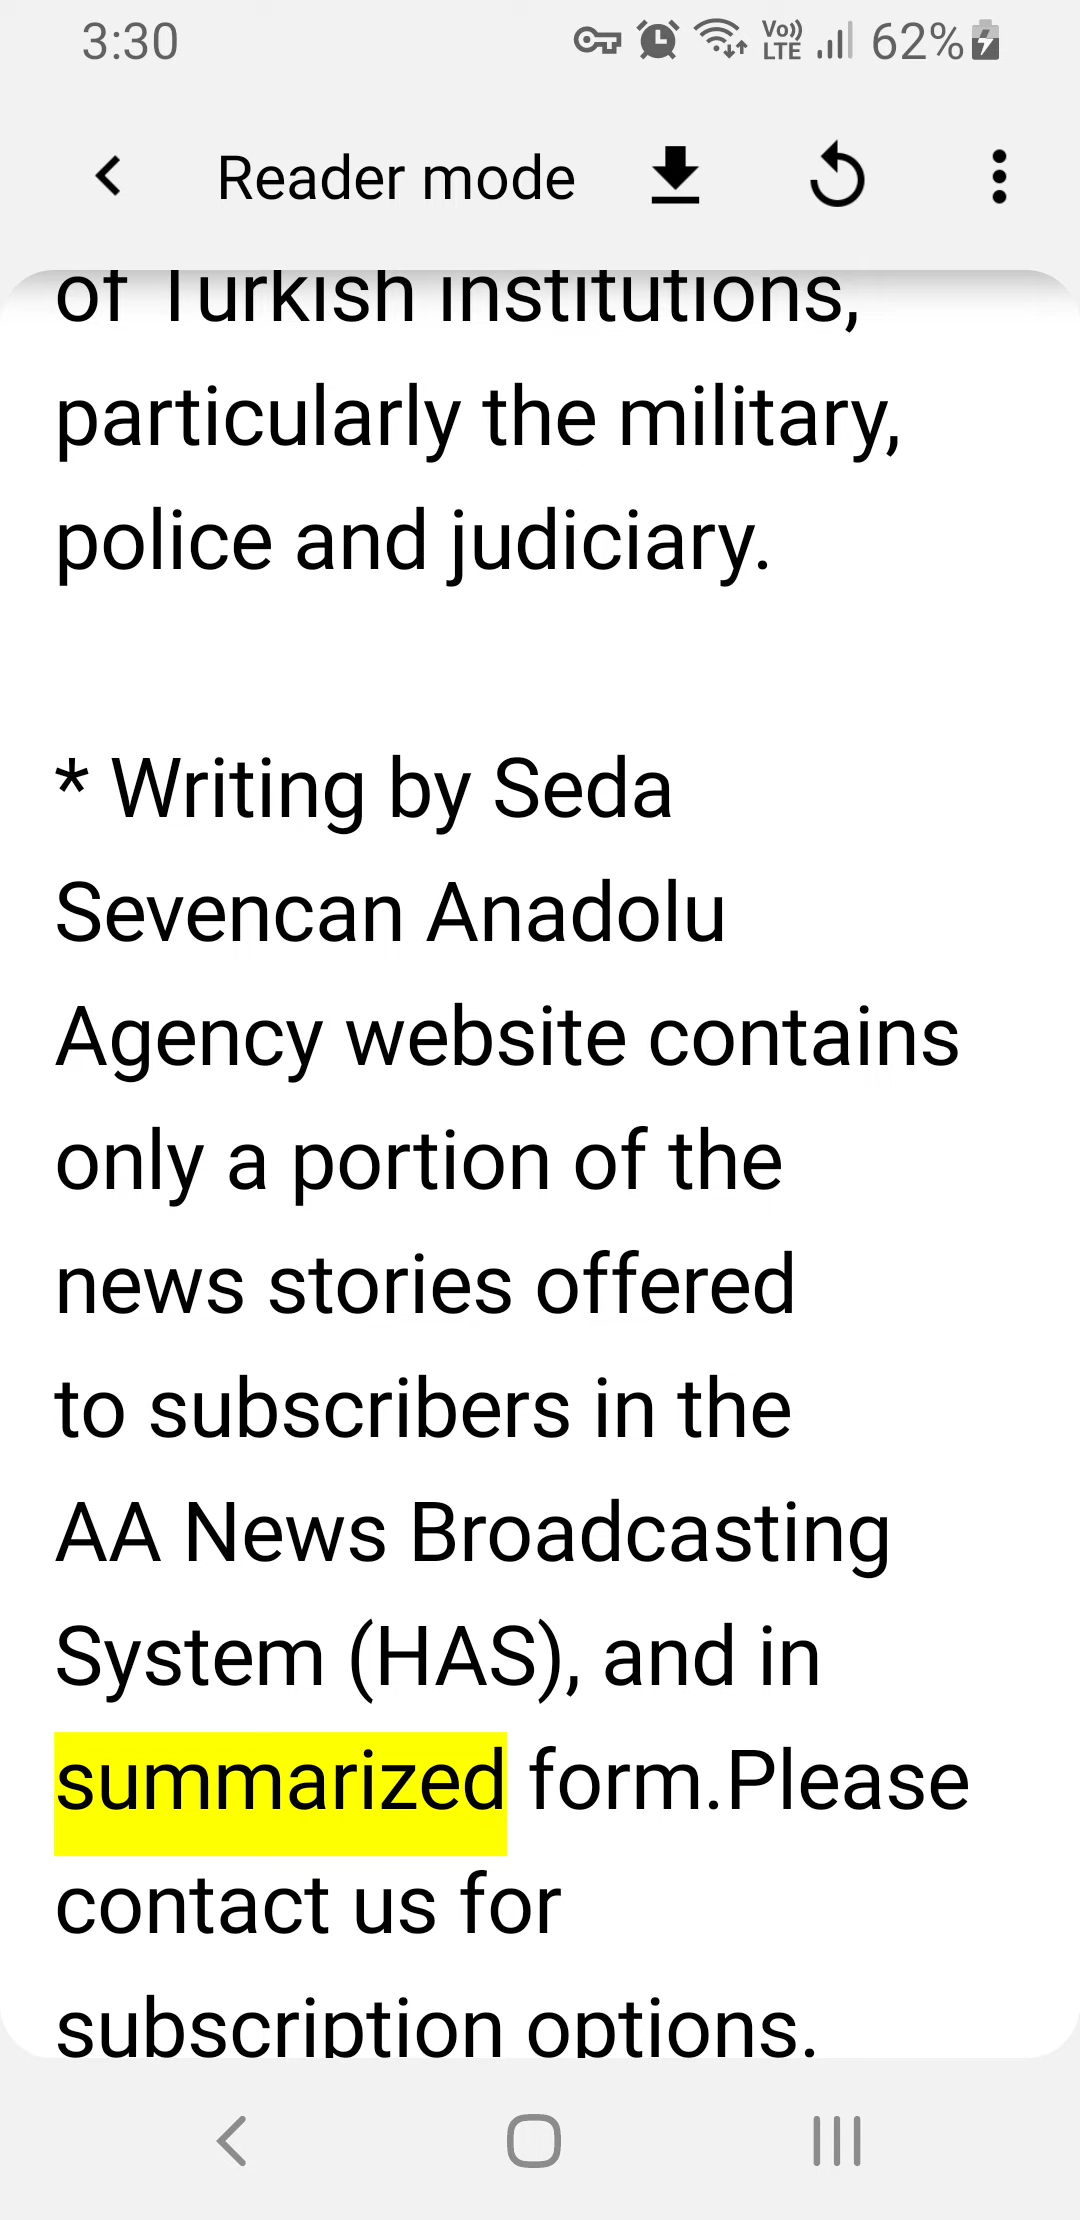 3:30
Vo)) LTE
62%
Reader mode
of Turkish institutions,
particularly the military,
police and judiciary.
* Writing by Seda
Sevencan Anadolu
Agency website contains
only a portion of the
news stories offered
to subscribers in the
AA News Broadcasting
System (HAS), and in
summarized form.Please
contact us for
subscription options.